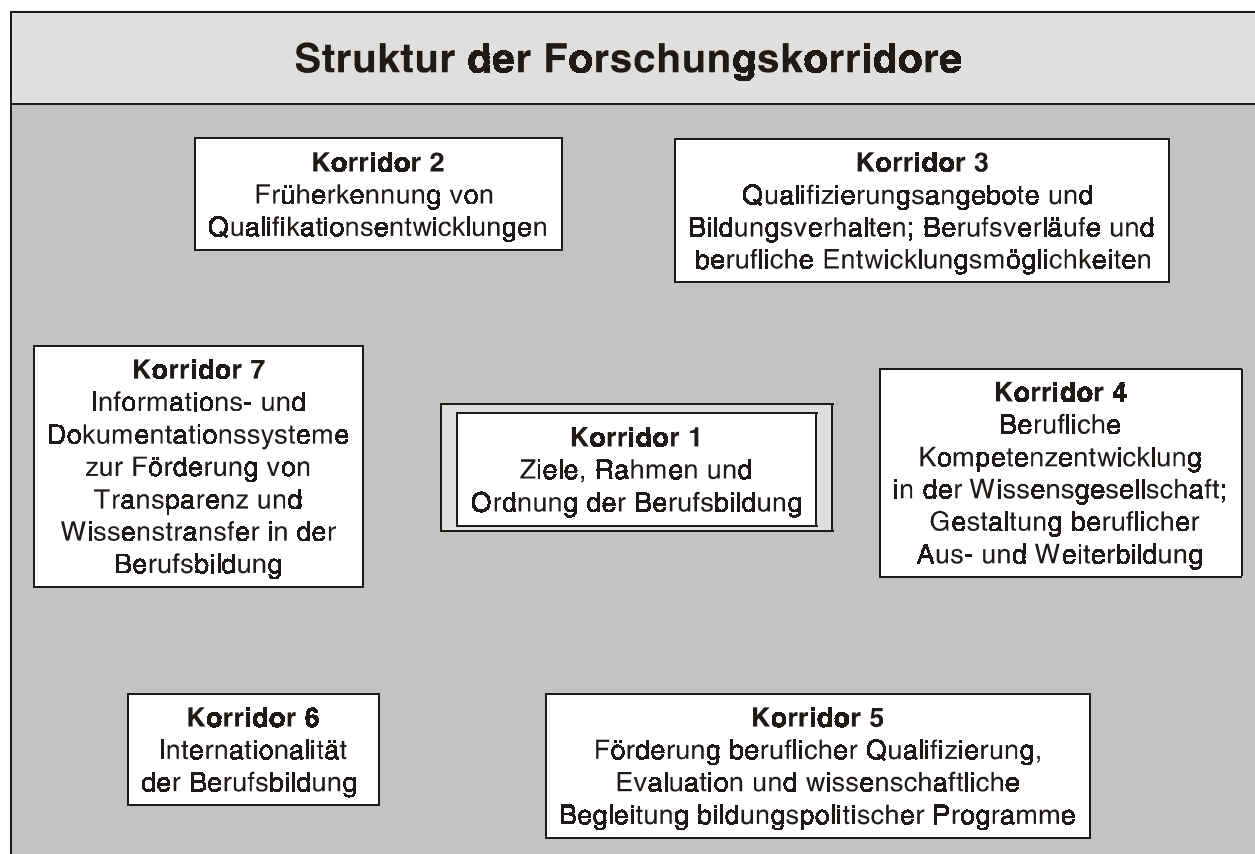 Struktur der Forschungskorridore
Korridor 2
Früherkennung von
Qualifikationsentwicklungen
Korridor 3
Qualifizierungsangebote und
Bildungsverhalten; Berufsverläufe und
berufliche Entwicklungsmöglichkeiten
Korridor 7
Informations- und
Dokumentationssysteme
zur Förderung von
Transparenz und
Wissenstransfer in der
Berufsbildung
Korridor 1
Ziele, Rahmen und
Ordnung der Berufsbildung
Korridor 4
Berufliche
Kompetenzentwicklung
in der Wissensgesellschaft;
Gestaltung beruflicher
Aus- und Weiterbildung
Korridor 6
Internationalität
der Berufsbildung
Korridor 5
Förderung beruflicher Qualifizierung,
Evaluation und wissenschaftliche
Begleitung bildungspolitischer Programme